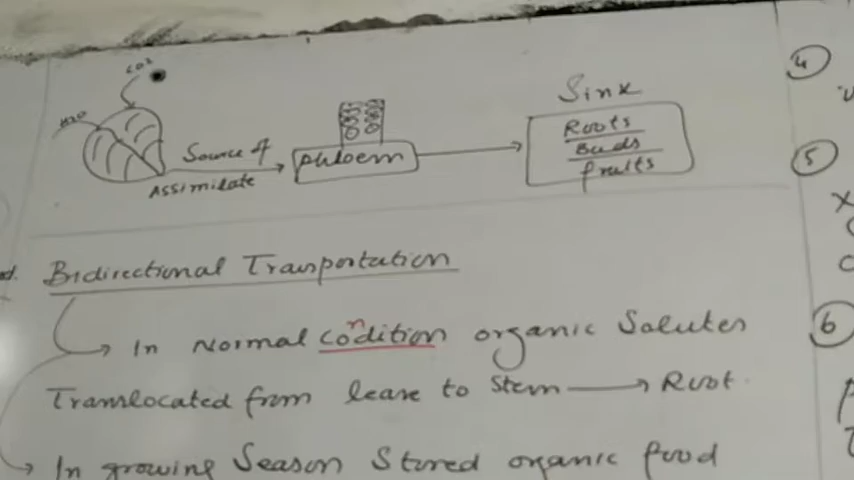 co2
H2O
Source of
Assimilate
Phloem
Sink
Roots
Buds
fruits
Bidirectional Transportation
In Normal condition organic Solutes
Translocated from leave to Stem → Root.
In growing Season Stored organic food
4
5
6